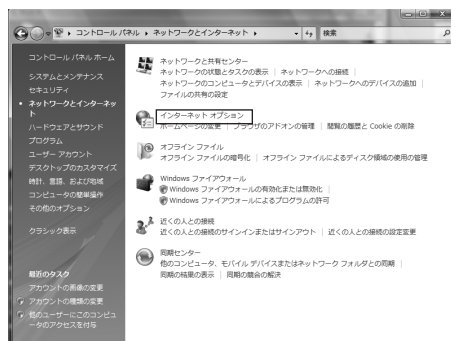 コントロール パネル ▸ ネットワークとインターネット ▸
検索
コントロール パネル ホーム
システムとメンテナンス
セキュリティ
ネットワークとインターネッ
ト
ハードウェアとサウンド
プログラム
ユーザー アカウント
デスクトップのカスタマイズ
時計、言語、および地域
コンピュータの簡単操作
その他のオプション
クラシック表示
最近のタスク
アカウントの画像の変更
アカウントの種類の変更
他のユーザーにこのコンピュ
ータのアクセスを付与
ネットワークと共有センター
ネットワークの状態とタスクの表示 | ネットワークへの接続 |
ネットワークのコンピュータとデバイスの表示 | ネットワークへのデバイスの追加 |
ファイルの共有の設定
インターネット オプション
ホームページの変更 | ブラウザのアドオンの管理 | 閲覧の履歴と Cookie の削除
オフライン ファイル
オフライン ファイルの暗号化 | オフライン ファイルによるディスク領域の使用の管理
Windows ファイアウォール
Windows ファイアウォールの有効化または無効化 |
Windows ファイアウォールによるプログラムの許可
近くの人との接続
近くの人との接続のサインインまたはサインアウト | 近くの人との接続の設定変更
同期センター
他のコンピュータ、モバイル デバイスまたはネットワーク フォルダとの同期 |
同期の結果の表示 | 同期の競合の解決